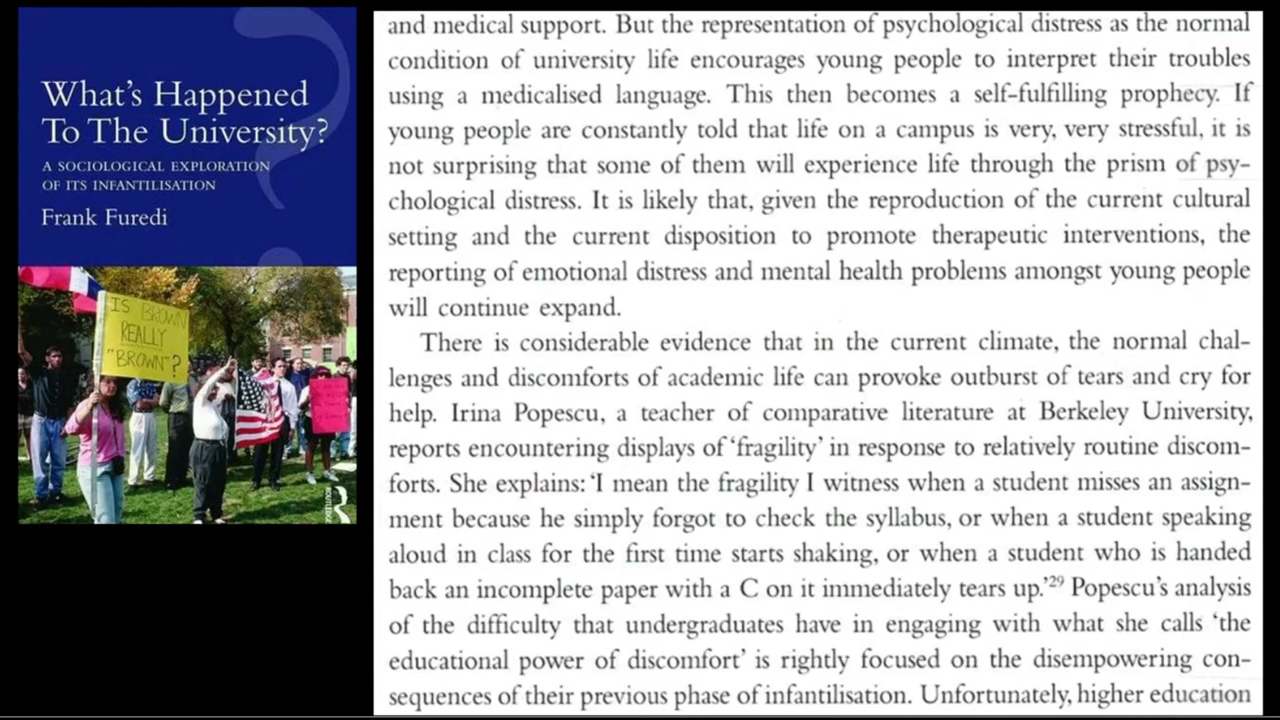 What's Happened
To The University?
A SOCIOLOGICAL EXPLORATION
OF ITS INFANTILISATION
Frank Furedi
IS BROWN
REALLY
"BROWN"?
and medical support. But the representation of psychological distress as the normal
condition of university life encourages young people to interpret their troubles
using a medicalised language. This then becomes a self-fulfilling prophecy. If
young people are constantly told that life on a campus is very, very stressful, it is
not surprising that some of them will experience life through the prism of psy-
chological distress. It is likely that, given the reproduction of the current cultural
setting and the current disposition to promote therapeutic interventions, the
reporting of emotional distress and mental health problems amongst young people
will continue expand.
There is considerable evidence that in the current climate, the normal chal-
lenges and discomforts of academic life can provoke outburst of tears and cry for
help. Irina Popescu, a teacher of comparative literature at Berkeley University,
reports encountering displays of 'fragility' in response to relatively routine discom-
forts. She explains: 'I mean the fragility I witness when a student misses an assign-
ment because he simply forgot to check the syllabus, or when a student speaking
aloud in class for the first time starts shaking, or when a student who is handed
back an incomplete paper with a C on it immediately tears up.'29 Popescu's analysis
of the difficulty that undergraduates have in engaging with what she calls 'the
educational power of discomfort' is rightly focused on the disempowering con-
sequences of their previous phase of infantilisation. Unfortunately, higher education